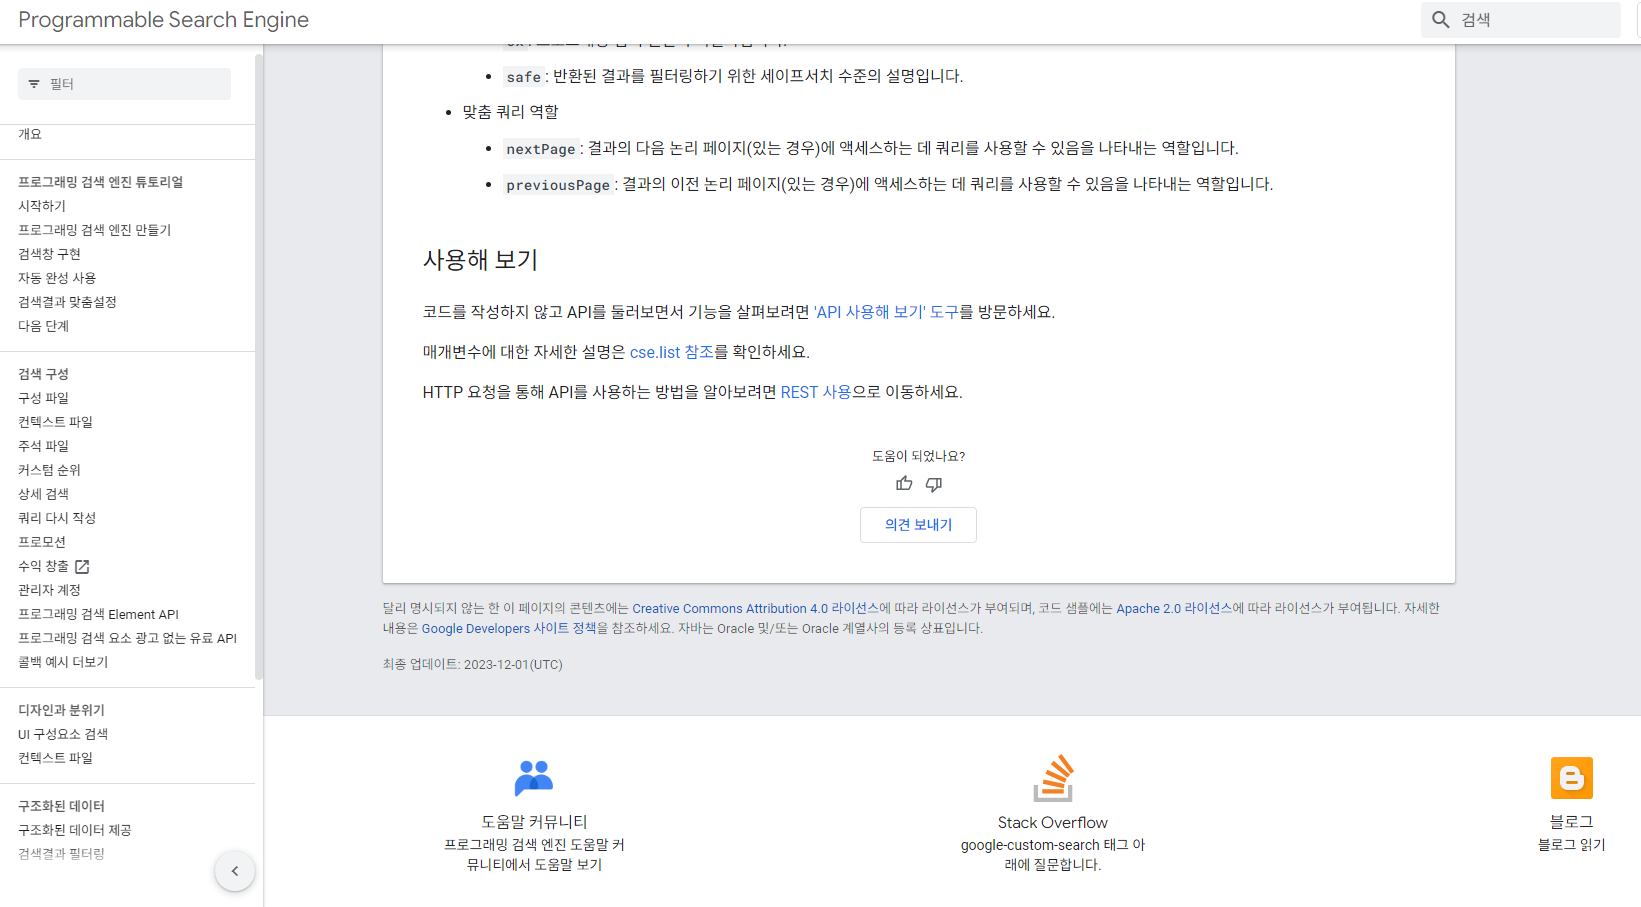 Programmable Search Engine
검색
필터
개요
프로그래밍 검색 엔진 튜토리얼
시작하기
프로그래밍 검색 엔진 만들기
검색창 구현
자동 완성 사용
검색결과 맞춤설정
다음 단계
검색 구성
구성 파일
컨텍스트 파일
주석 파일
커스텀 순위
상세 검색
쿼리 다시 작성
프로모션
수익 창출
관리자 계정
프로그래밍 검색 Element API
프로그래밍 검색 요소 광고 없는 유료 API
콜백 예시 더보기
디자인과 분위기
UI 구성요소 검색
컨텍스트 파일
구조화된 데이터
구조화된 데이터 제공
검색결과 필터링
safe: 반환된 결과를 필터링하기 위한 세이프서치 수준의 설명입니다.
맞춤 쿼리 역할
nextPage: 결과의 다음 논리 페이지(있는 경우)에 액세스하는 데 쿼리를 사용할 수 있음을 나타내는 역할입니다.
previousPage: 결과의 이전 논리 페이지(있는 경우)에 액세스하는 데 쿼리를 사용할 수 있음을 나타내는 역할입니다.
사용해 보기
코드를 작성하지 않고 API를 둘러보면서 기능을 살펴보려면 'API 사용해 보기' 도구를 방문하세요.
매개변수에 대한 자세한 설명은 cse.list 참조를 확인하세요.
HTTP 요청을 통해 API를 사용하는 방법을 알아보려면 REST 사용으로 이동하세요.
도움이 되었나요?
의견 보내기
달리 명시되지 않는 한 이 페이지의 콘텐츠에는 Creative Commons Attribution 4.0 라이선스에 따라 라이선스가 부여되며, 코드 샘플에는 Apache 2.0 라이선스에 따라 라이선스가 부여됩니다. 자세한
내용은 Google Developers 사이트 정책을 참조하세요. 자바는 Oracle 및/또는 Oracle 계열사의 등록 상표입니다.
최종 업데이트: 2023-12-01(UTC)
도움말 커뮤니티
프로그래밍 검색 엔진 도움말 커
뮤니티에서 도움말 보기
Stack Overflow
google-custom-search 태그 아
래에 질문합니다.
블로그
블로그 읽기